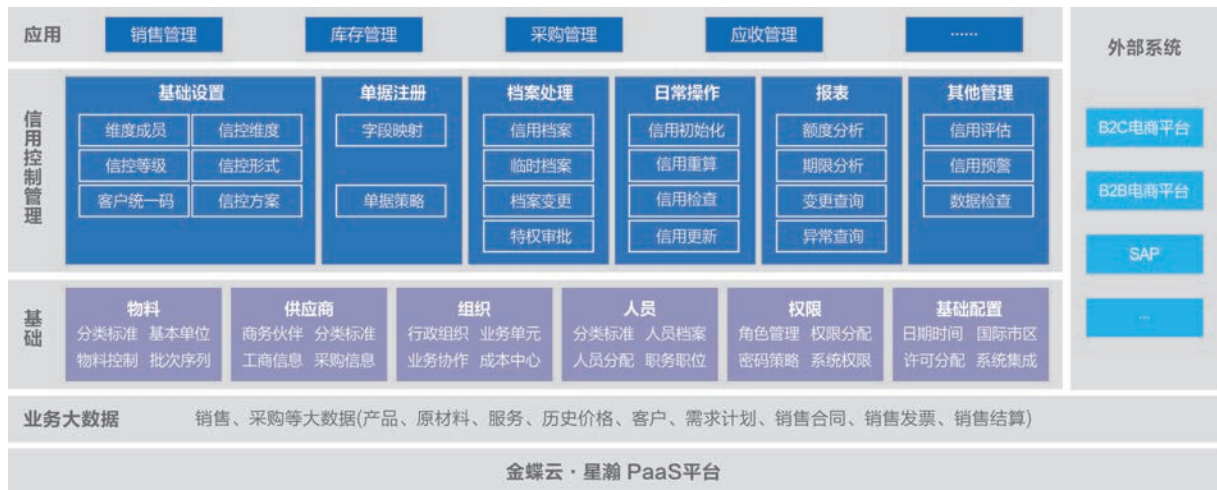 应用
销售管理
库存管理
采购管理
应收管理
······
信用控制管理
基础设置
维度成员
信控维度
信控等级
信控形式
客户统一码
信控方案
单据注册
字段映射
单据策略
档案处理
信用档案
临时档案
档案变更
特权审批
日常操作
信用初始化
信用重算
信用检查
信用更新
报表
额度分析
期限分析
变更查询
异常查询
其他管理
信用评估
信用预警
数据检查
基础
物料
分类标准 基本单位
物料控制 批次序列
供应商
商务伙伴 分类标准
工商信息 采购信息
组织
行政组织 业务单元
业务协作 成本中心
人员
分类标准 人员档案
人员分配 职务职位
权限
角色管理 权限分配
密码策略 系统权限
基础配置
日期时间 国际市区
许可分配 系统集成
业务大数据
销售、采购等大数据(产品、原材料、服务、历史价格、客户、需求计划、销售合同、销售发票、销售结算)
金蝶云·星瀚 PaaS平台
外部系统
B2C电商平台
B2B电商平台
SAP
...